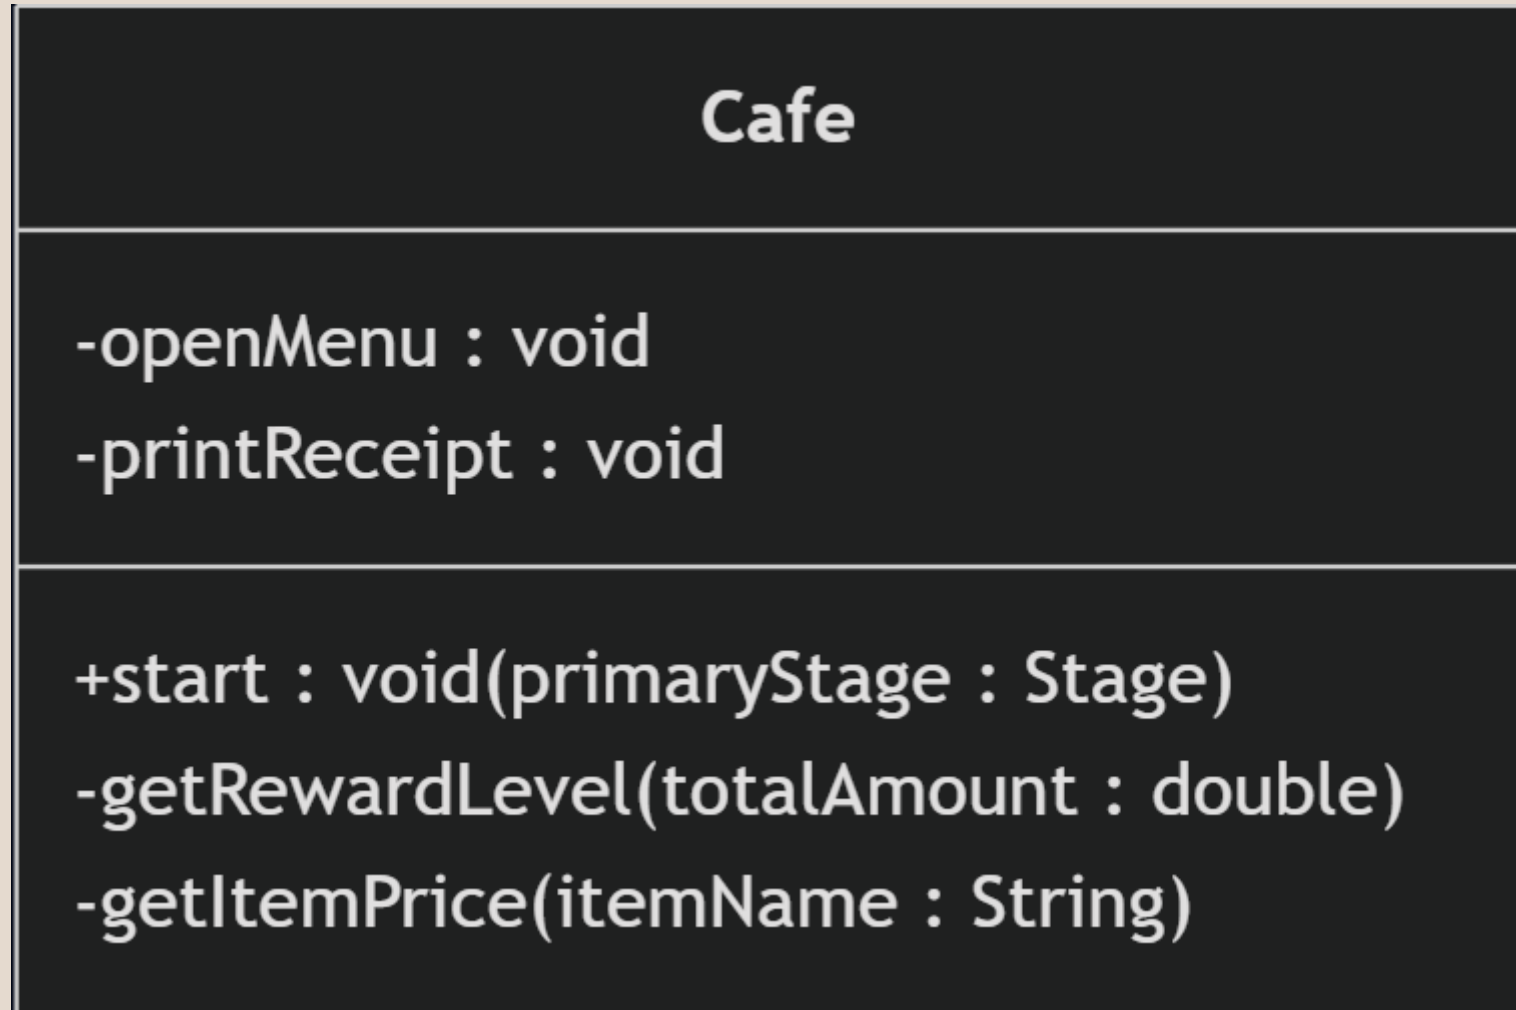 Cafe
-openMenu : void
-printReceipt : void
+start : void(primaryStage : Stage)
-getRewardLevel(totalAmount : double)
-getItemPrice(itemName : String)